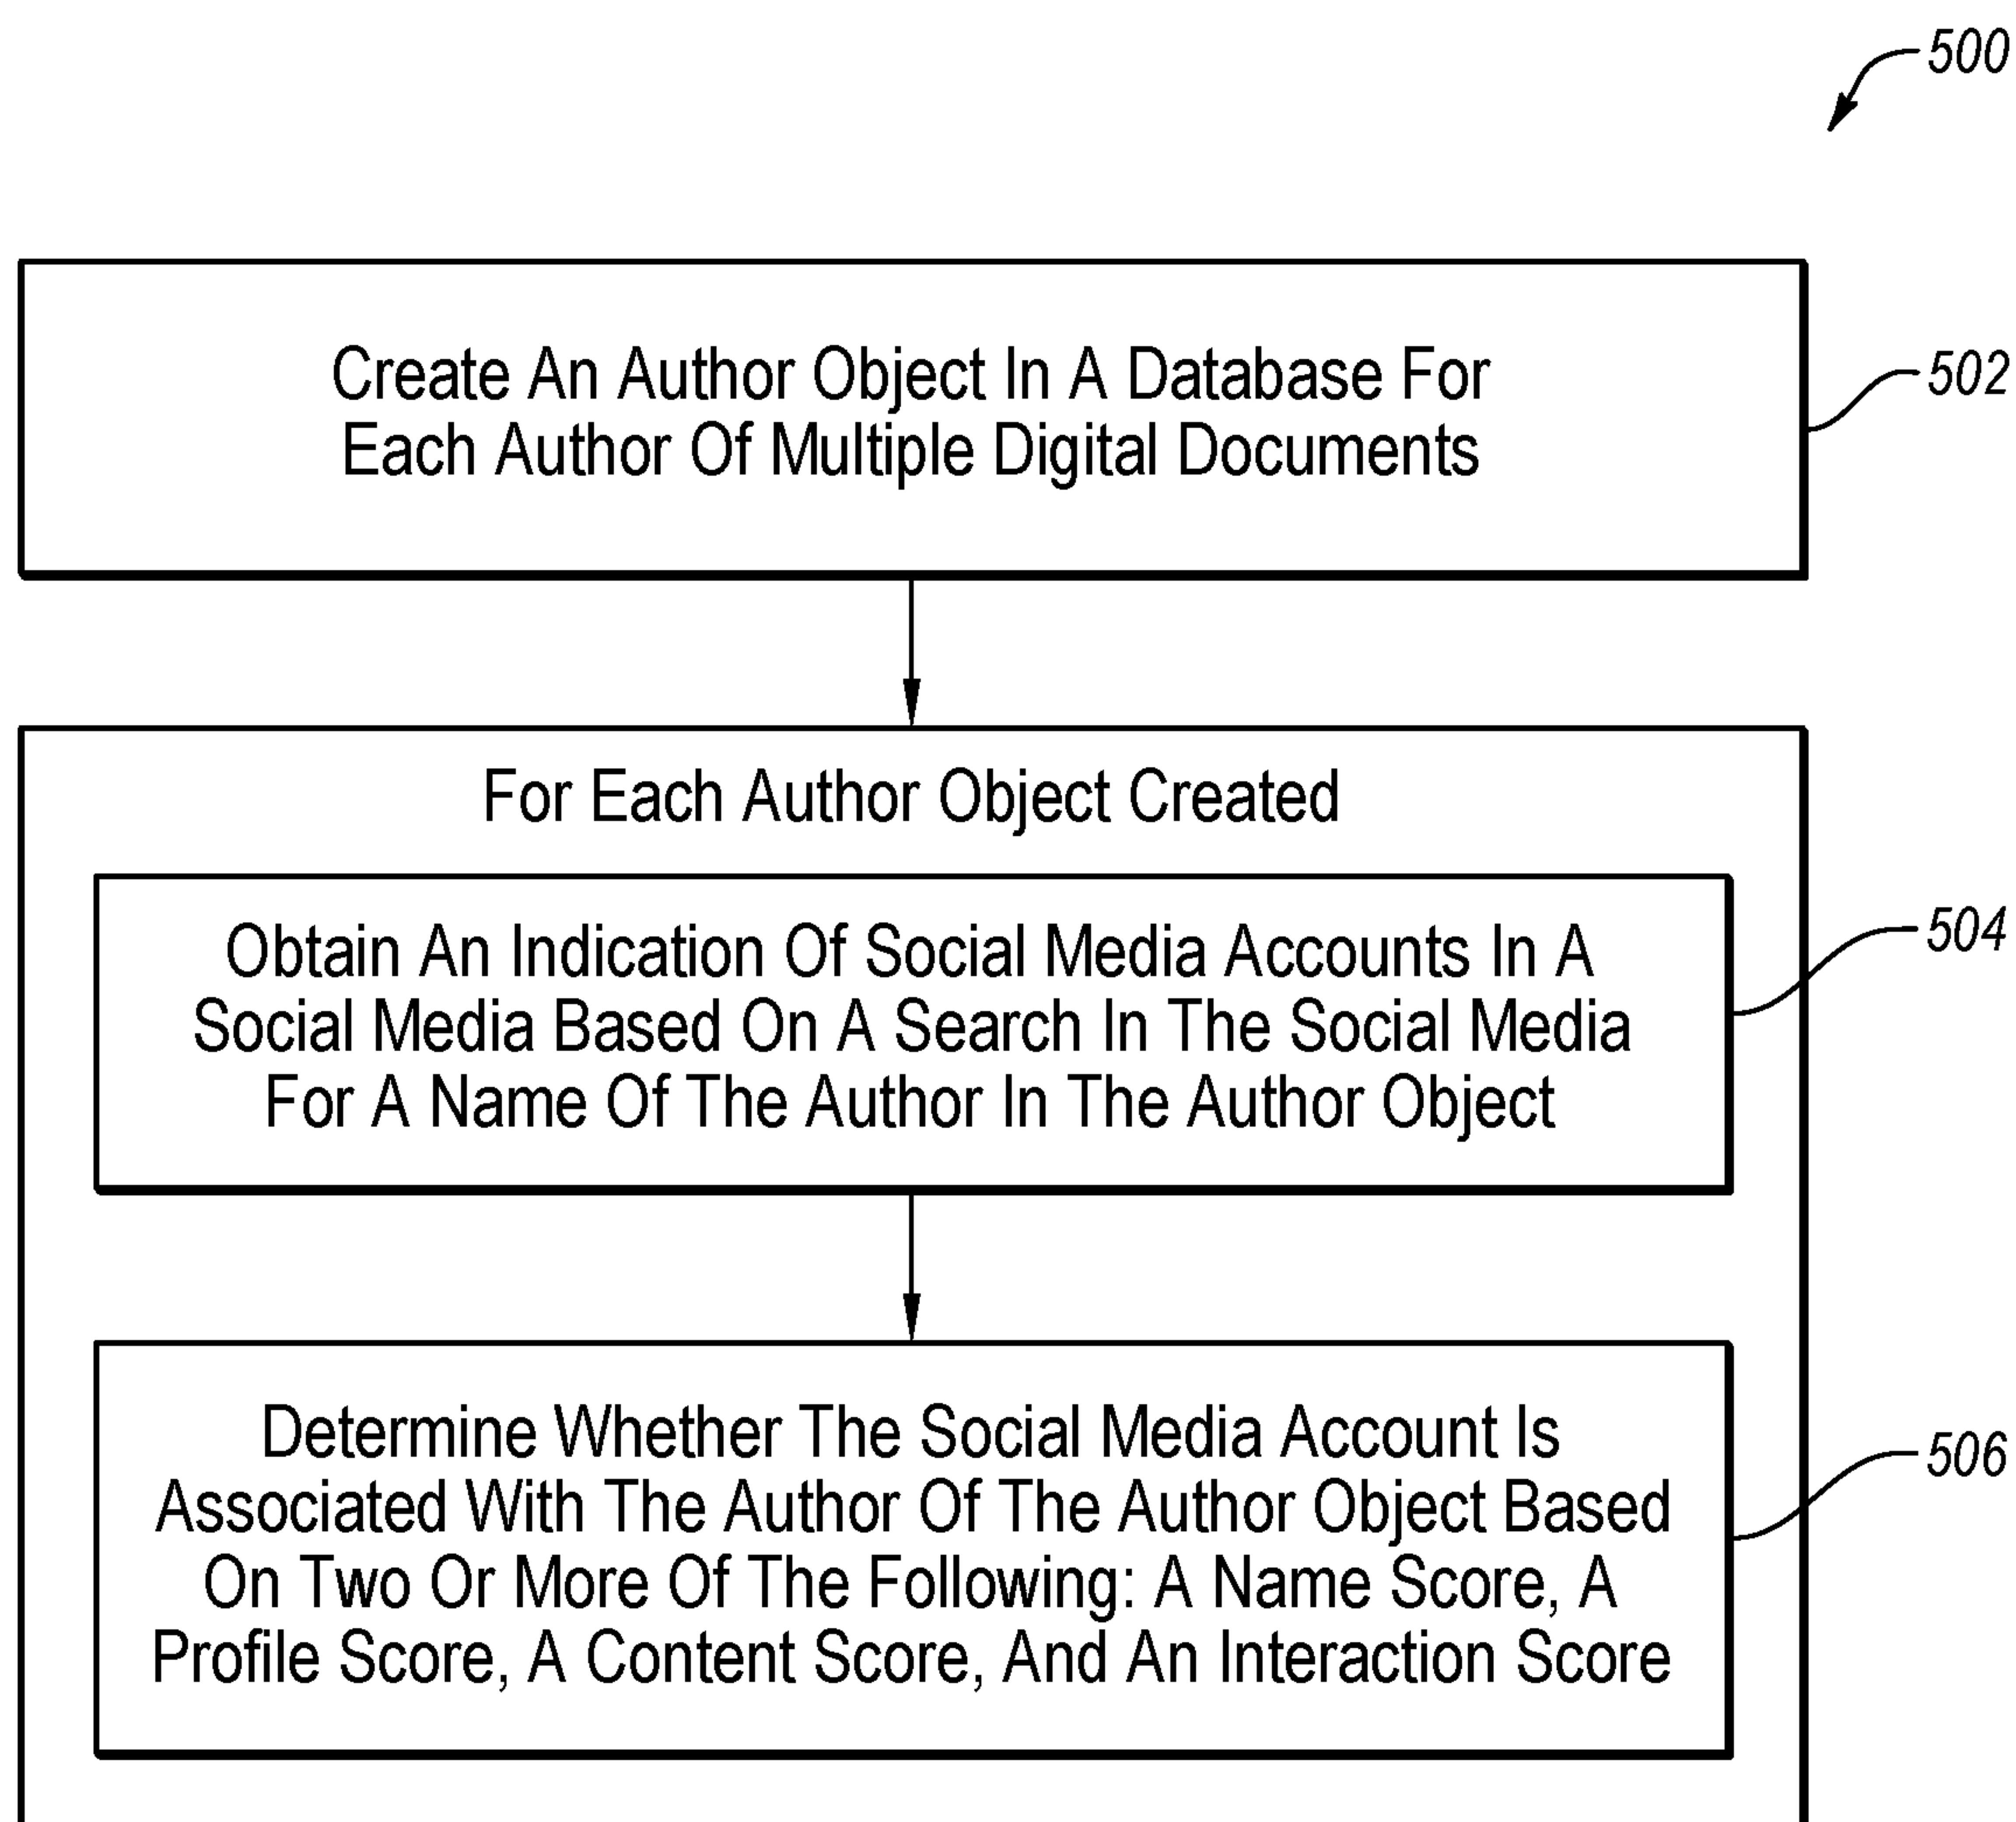 500
Create An Author Object In A Database For
Each Author Of Multiple Digital Documents
502
For Each Author Object Created
Obtain An Indication Of Social Media Accounts In A
Social Media Based On A Search In The Social Media
For A Name Of The Author In The Author Object
504
Determine Whether The Social Media Account Is
Associated With The Author Of The Author Object Based
On Two Or More Of The Following: A Name Score, A
Profile Score, A Content Score, And An Interaction Score
506